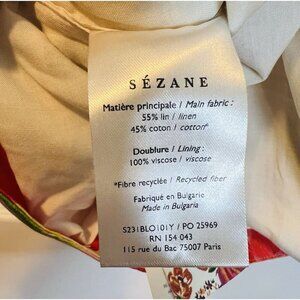 SÉZANE
Matière principale / Main fabric :
55% lin / linen
45% coton / cotton*
Doublure / Lining :
100% viscose / viscose
*Fibre recyclée / Recycled fiber
Fabriqué en Bulgarie
Made in Bulgaria
S231BLO101Y / PO 25969
RN 154 043
115 rue du Bac 75007 Paris